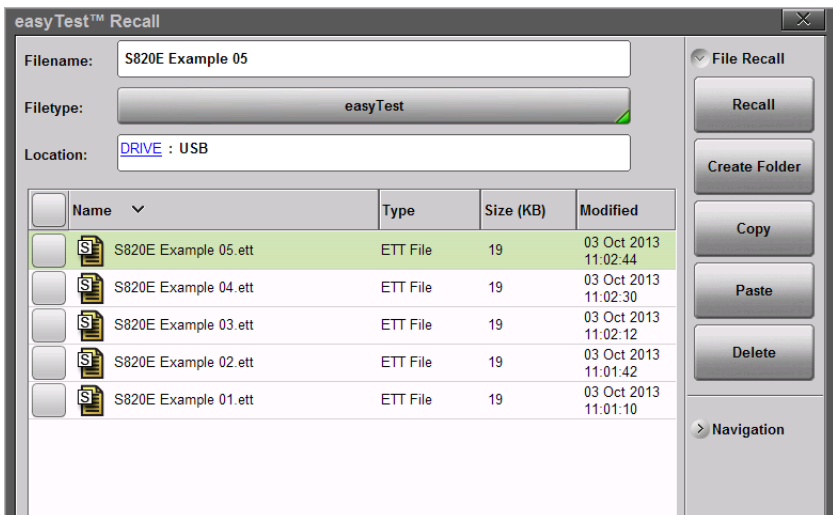 easyTest™ Recall
Filename: S820E Example 05
Filetype: easyTest
Location: DRIVE : USB
Name Type Size (KB) Modified
S S820E Example 05.ett ETT File 19 03 Oct 2013
11:02:44
S S820E Example 04.ett ETT File 19 03 Oct 2013
11:02:30
S S820E Example 03.ett ETT File 19 03 Oct 2013
11:02:12
S S820E Example 02.ett ETT File 19 03 Oct 2013
11:01:42
S S820E Example 01.ett ETT File 19 03 Oct 2013
11:01:10
File Recall
Recall
Create Folder
Copy
Paste
Delete
Navigation